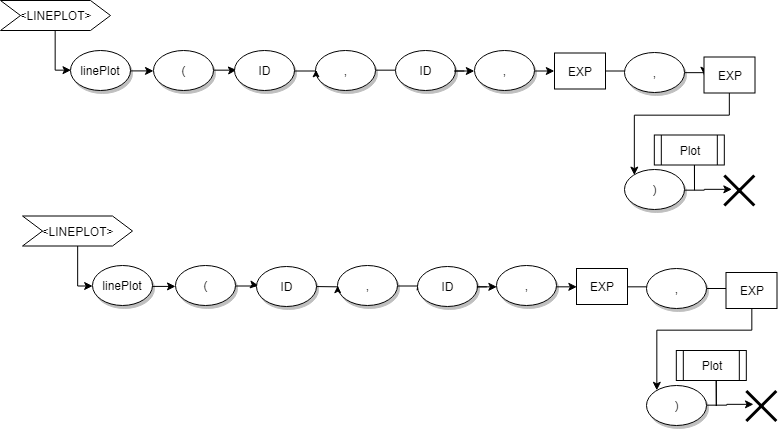 <LINEPLOT>
linePlot ( ID , ID , EXP , EXP
Plot
)
<LINEPLOT>
linePlot ( ID , ID , EXP , EXP
Plot
)